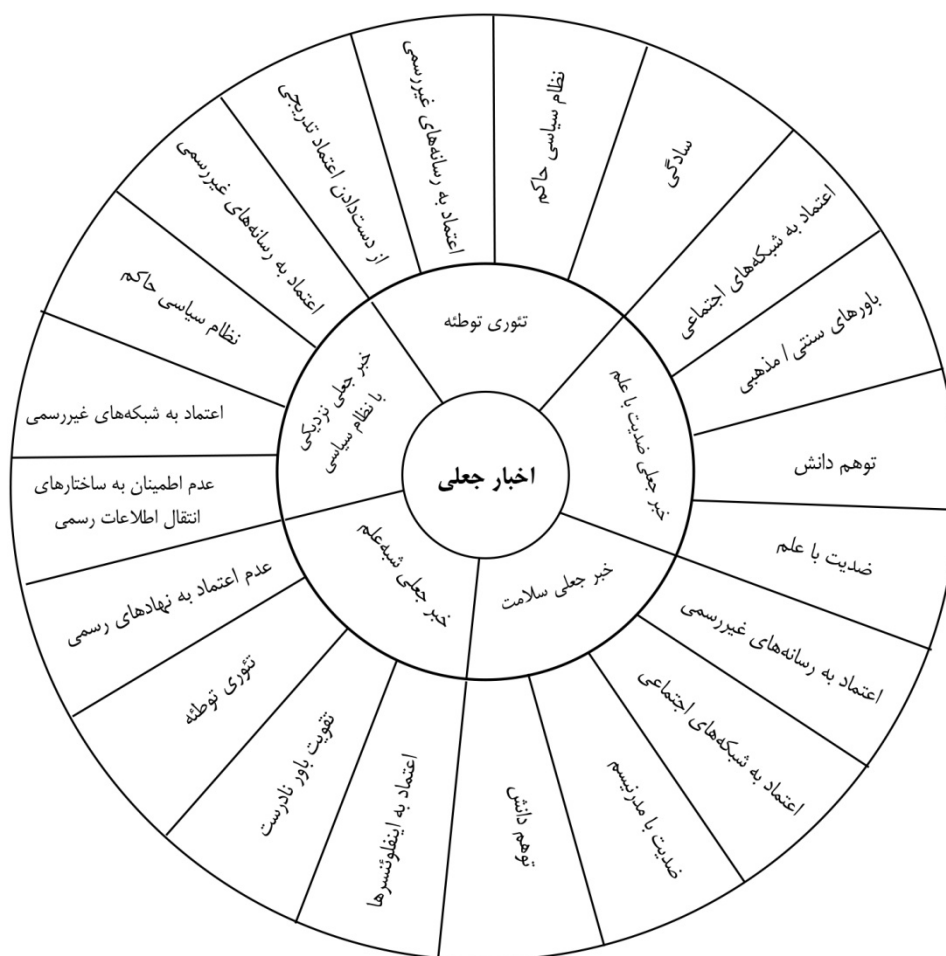 اخبار جعلی
تئوری توطئه
خبر جعلی ضدیت با علم
خبر جعلی سلامت
خبر جعلی شبه‌علم
خبر جعلی نزدیکی
با نظام سیاسی
نظام سیاسی حاکم
سادگی
اعتماد به شبکه‌های اجتماعی
باورهای سنتی / مذهبی
توهم دانش
ضدیت با علم
اعتماد به رسانه‌های غیررسمی
اعتماد به شبکه‌های اجتماعی
ضدیت با مدرنیسم
توهم دانش
اعتماد به اینفلوئنسرها
تقویت باور نادرست
تئوری توطئه
عدم اعتماد به نهادهای رسمی
عدم اطمینان به ساختارهای
انتقال اطلاعات رسمی
اعتماد به شبکه‌های غیررسمی
نظام سیاسی حاکم
اعتماد به رسانه‌های غیررسمی
از دست‌دادن اعتماد تدریجی
اعتماد به رسانه‌های غیررسمی